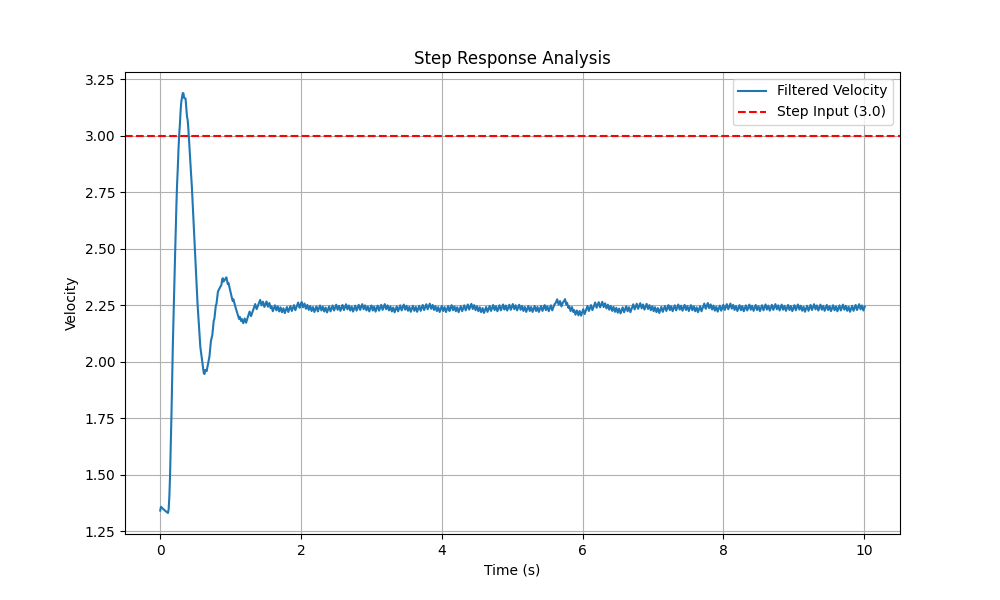 Step Response Analysis
Filtered Velocity
Step Input (3.0)
Velocity
3.25
3.00
2.75
2.50
2.25
2.00
1.75
1.50
1.25
0 2 4 6 8 10
Time (s)